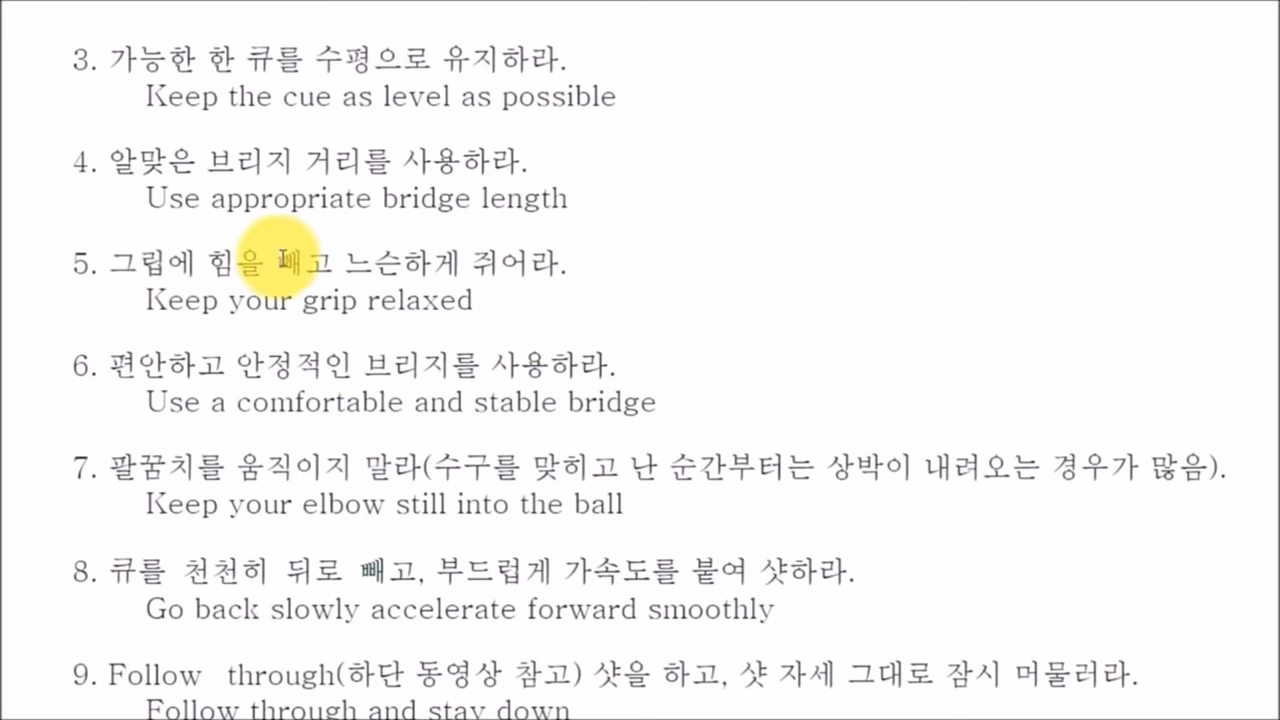 3. 가능한 한 큐를 수평으로 유지하라.
Keep the cue as level as possible
4. 알맞은 브리지 거리를 사용하라.
Use appropriate bridge length
5. 그립에 힘을 빼고 느슨하게 쥐어라.
Keep your grip relaxed
6. 편안하고 안정적인 브리지를 사용하라.
Use a comfortable and stable bridge
7. 팔꿈치를 움직이지 말라(수구를 맞히고 난 순간부터는 상박이 내려오는 경우가 많음).
Keep your elbow still into the ball
8. 큐를 천천히 뒤로 빼고, 부드럽게 가속도를 붙여 샷하라.
Go back slowly accelerate forward smoothly
9. Follow through(하단 동영상 참고) 샷을 하고, 샷 자세 그대로 잠시 머물러라.
Follow through and stay down